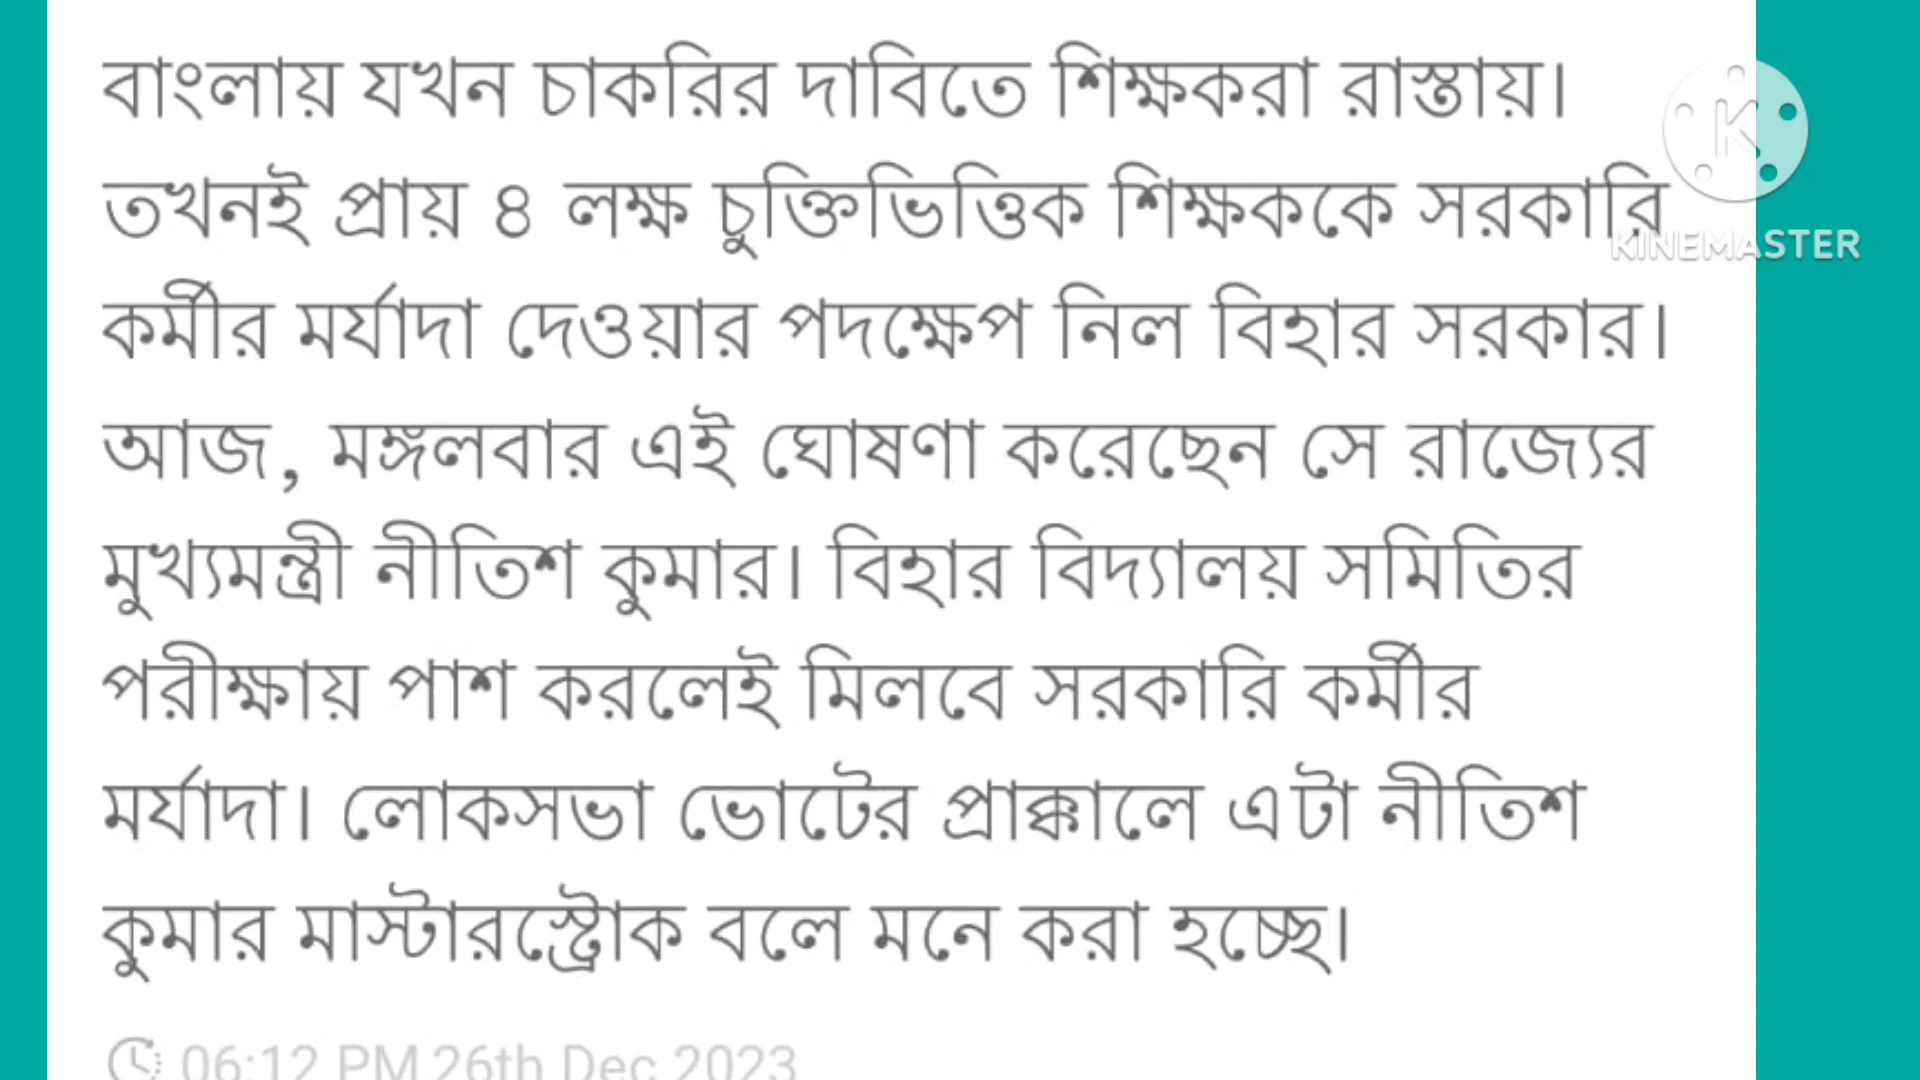 বাংলায় যখন চাকরির দাবিতে শিক্ষকরা রাস্তায়।
তখনই প্রায় ৪ লক্ষ চুক্তিভিত্তিক শিক্ষককে সরকারি
কর্মীর মর্যাদা দেওয়ার পদক্ষেপ নিল বিহার সরকার।
আজ, মঙ্গলবার এই ঘোষণা করেছেন সে রাজ্যের
মুখ্যমন্ত্রী নীতিশ কুমার। বিহার বিদ্যালয় সমিতির
পরীক্ষায় পাশ করলেই মিলবে সরকারি কর্মীর
মর্যাদা। লোকসভা ভোটের প্রাক্কালে এটা নীতিশ
কুমার মাস্টারস্ট্রোক বলে মনে করা হচ্ছে।
06:12 PM,26th Dec 2023
K
KINEMASTER